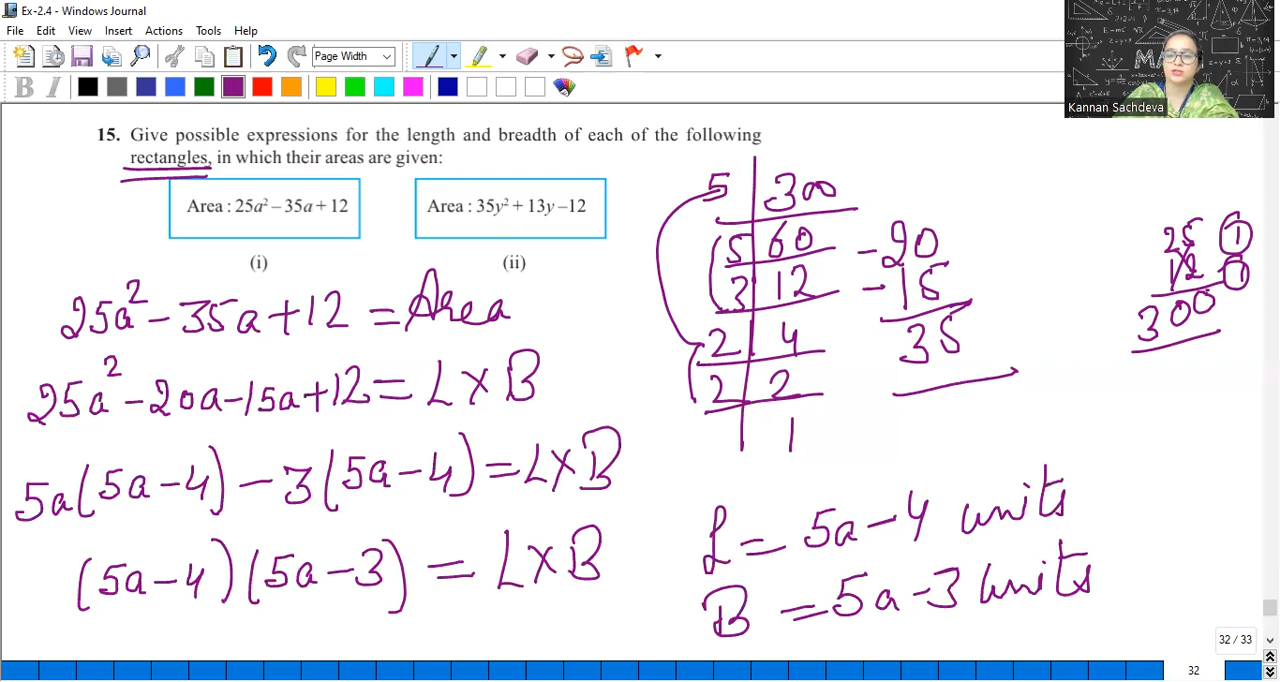 Ex-2.4 - Windows Journal
File Edit View Insert Actions Tools Help
Page Width
B I
Kannan Sachdeva
15. Give possible expressions for the length and breadth of each of the following
rectangles, in which their areas are given:
Area : 25a² – 35a + 12
Area : 35y² + 13y –12
(i)
(ii)
25a² - 35a + 12 = Area
25a² - 20a - 15a + 12 = L × B
5a(5a - 4) - 3(5a - 4) = L × B
(5a - 4)(5a - 3) = L × B
5 | 300
5 | 60
3 | 12
2 | 4
2 | 2
| 1
- 20
- 15
35
25 1
12 1
300
L = 5a - 4 units
B = 5a - 3 units
32 / 33
32